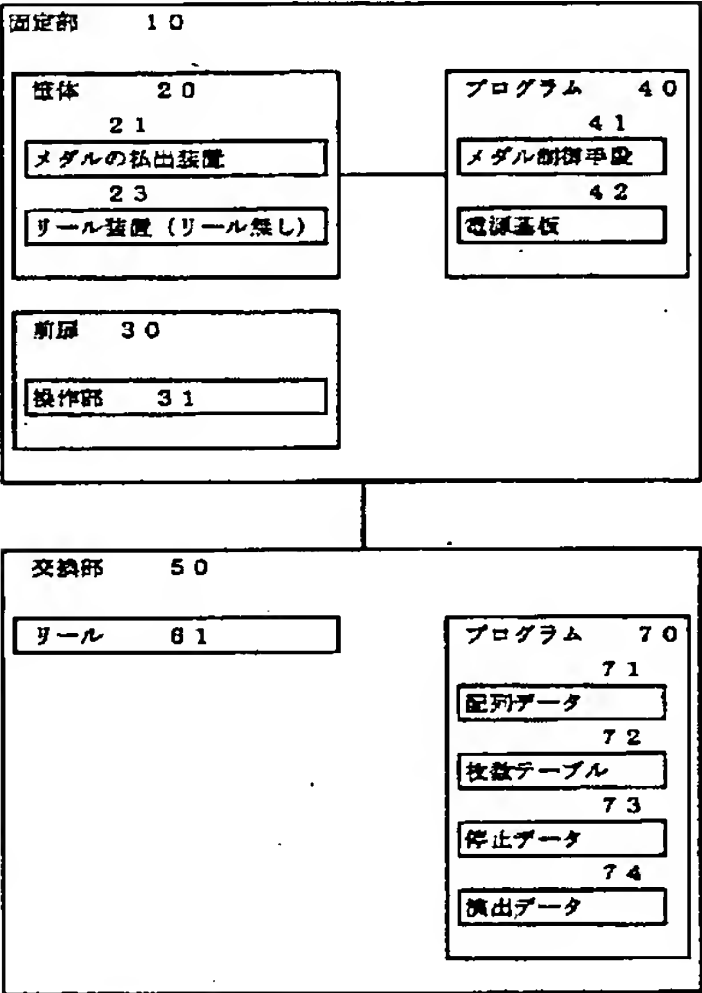 固定部 10
筐体 20
21
メダルの払出装置
23
リール装置(リール無し)
プログラム 40
41
メダル制御手段
42
電源基板
前扉 30
操作部 31
交換部 50
リール 61
プログラム 70
71
配列データ
72
枚数テーブル
73
停止データ
74
演出データ